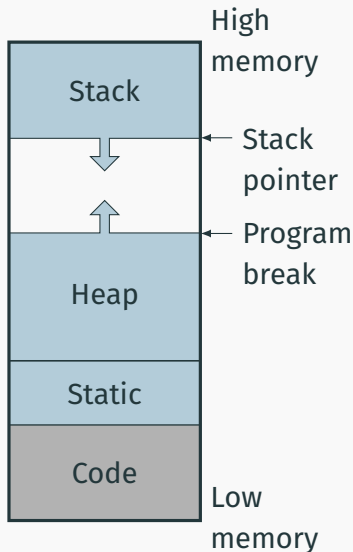 High
memory
Stack
Stack
pointer
Program
break
Heap
Static
Code
Low
memory